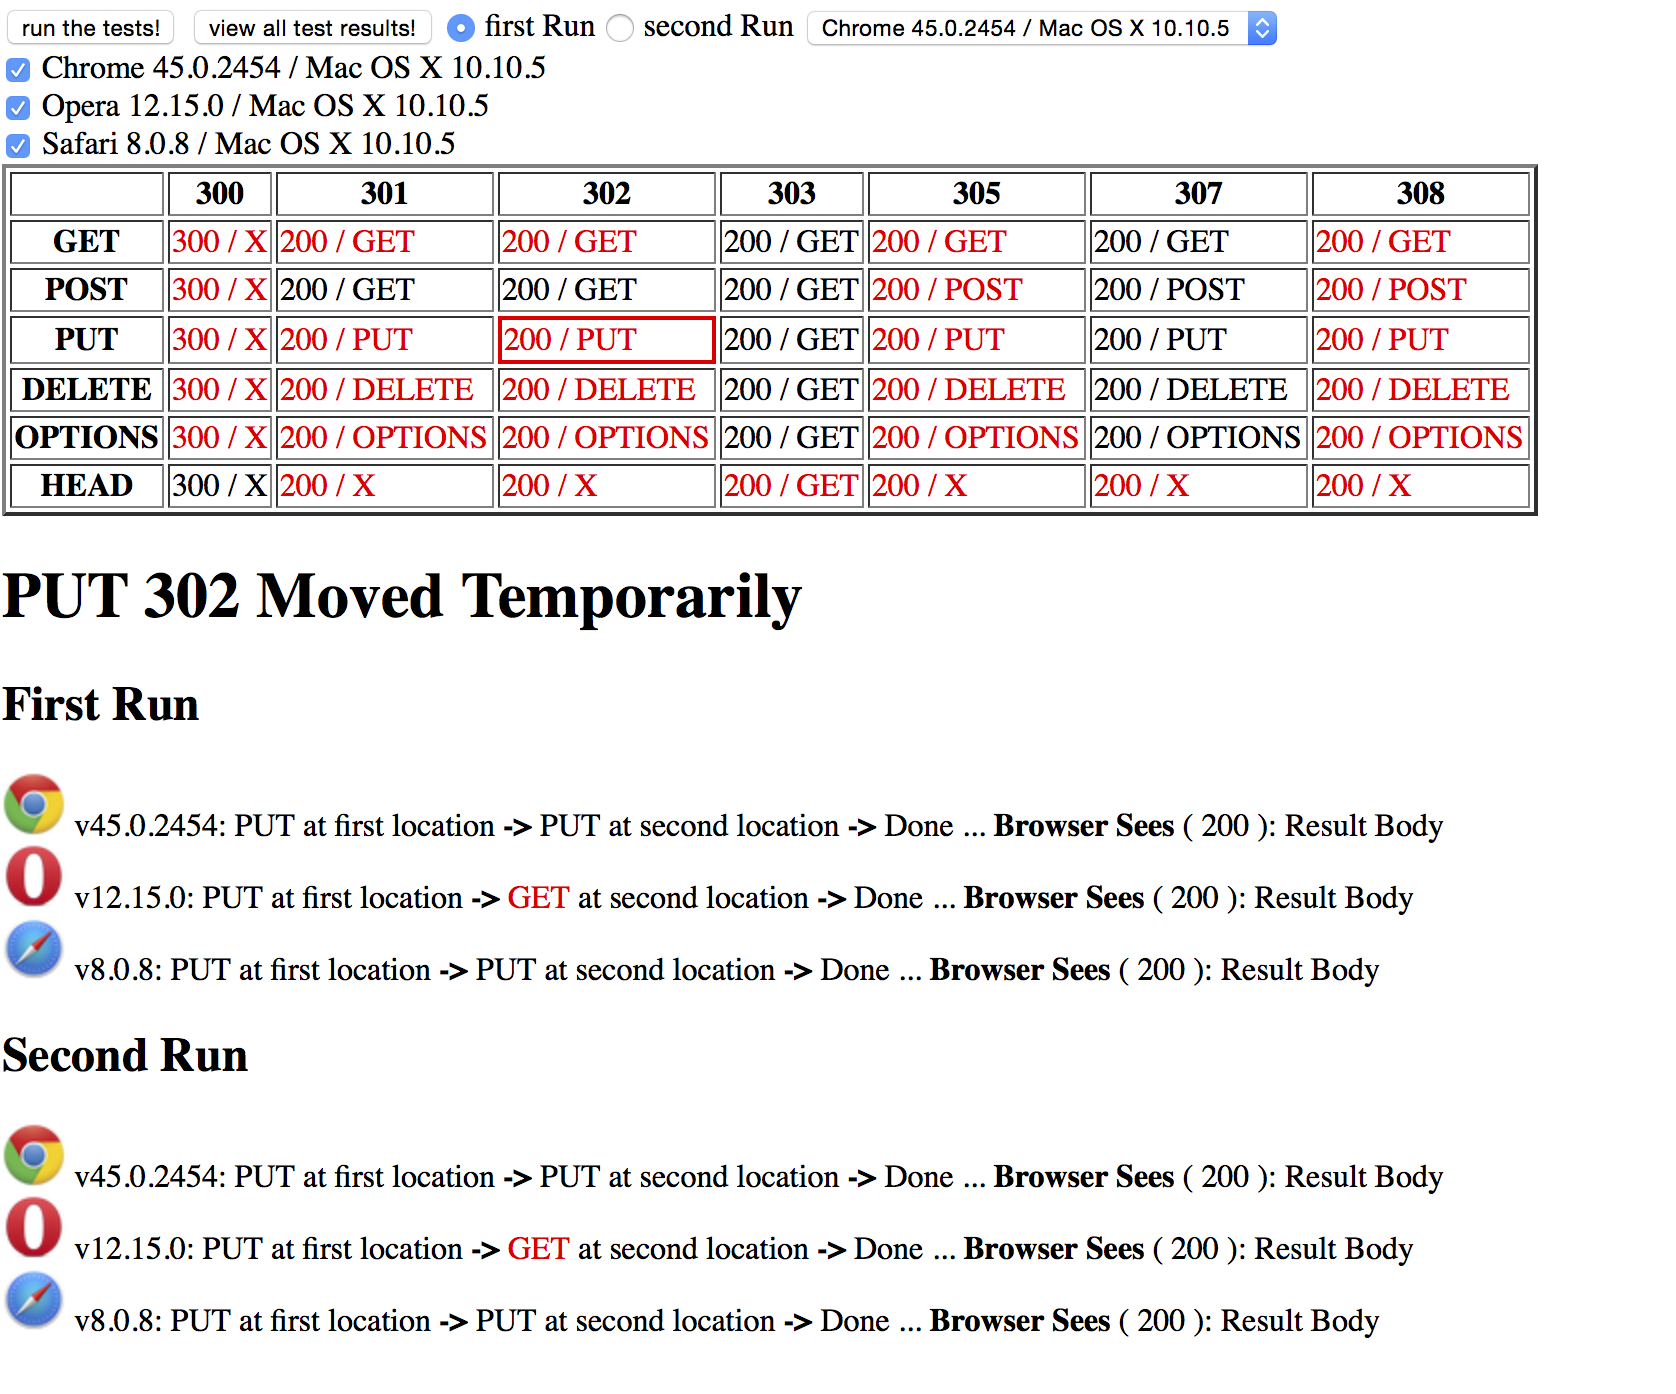 run the tests! view all test results! first Run second Run Chrome 45.0.2454 / Mac OS X 10.10.5
Chrome 45.0.2454 / Mac OS X 10.10.5
Opera 12.15.0 / Mac OS X 10.10.5
Safari 8.0.8 / Mac OS X 10.10.5
300 301 302 303 305 307 308
GET 300 / X 200 / GET 200 / GET 200 / GET 200 / GET 200 / GET 200 / GET
POST 300 / X 200 / GET 200 / GET 200 / GET 200 / POST 200 / POST 200 / POST
PUT 300 / X 200 / PUT 200 / PUT 200 / GET 200 / PUT 200 / PUT 200 / PUT
DELETE 300 / X 200 / DELETE 200 / DELETE 200 / GET 200 / DELETE 200 / DELETE 200 / DELETE
OPTIONS 300 / X 200 / OPTIONS 200 / OPTIONS 200 / GET 200 / OPTIONS 200 / OPTIONS 200 / OPTIONS
HEAD 300 / X 200 / X 200 / X 200 / GET 200 / X 200 / X 200 / X
PUT 302 Moved Temporarily
First Run
v45.0.2454: PUT at first location -> PUT at second location -> Done ... Browser Sees ( 200 ): Result Body
v12.15.0: PUT at first location -> GET at second location -> Done ... Browser Sees ( 200 ): Result Body
v8.0.8: PUT at first location -> PUT at second location -> Done ... Browser Sees ( 200 ): Result Body
Second Run
v45.0.2454: PUT at first location -> PUT at second location -> Done ... Browser Sees ( 200 ): Result Body
v12.15.0: PUT at first location -> GET at second location -> Done ... Browser Sees ( 200 ): Result Body
v8.0.8: PUT at first location -> PUT at second location -> Done ... Browser Sees ( 200 ): Result Body